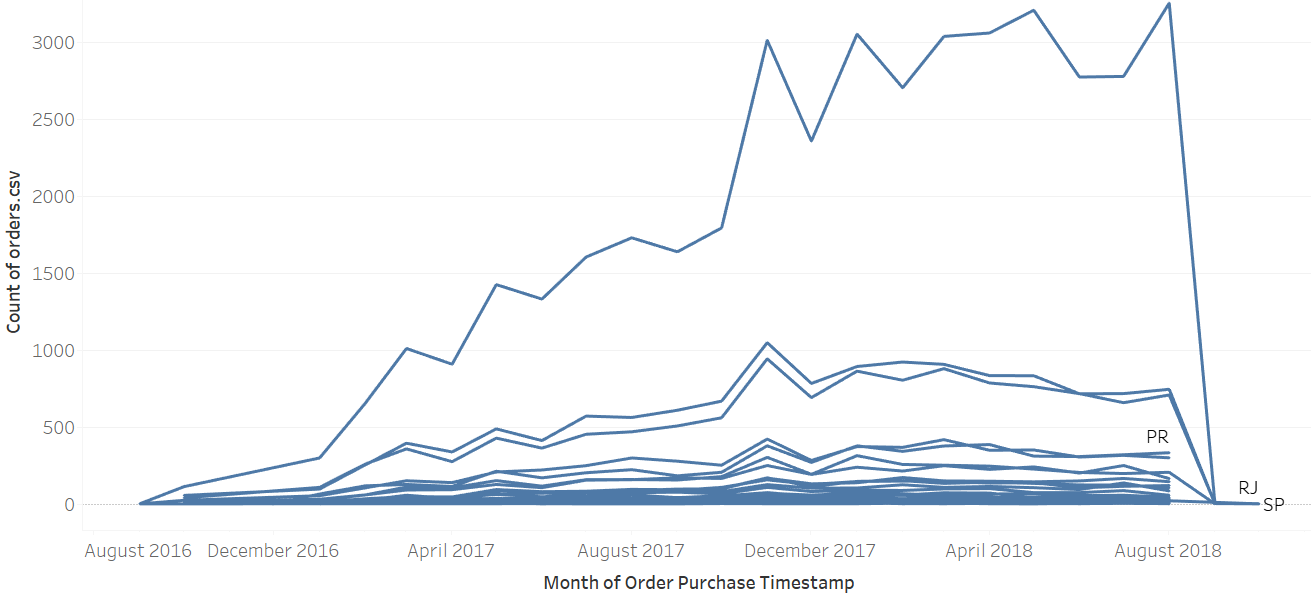 3000
2500
2000
1500
1000
500
0
Count of orders.csv
PR
RJ
SP
August 2016
December 2016
April 2017
August 2017
December 2017
April 2018
August 2018
Month of Order Purchase Timestamp